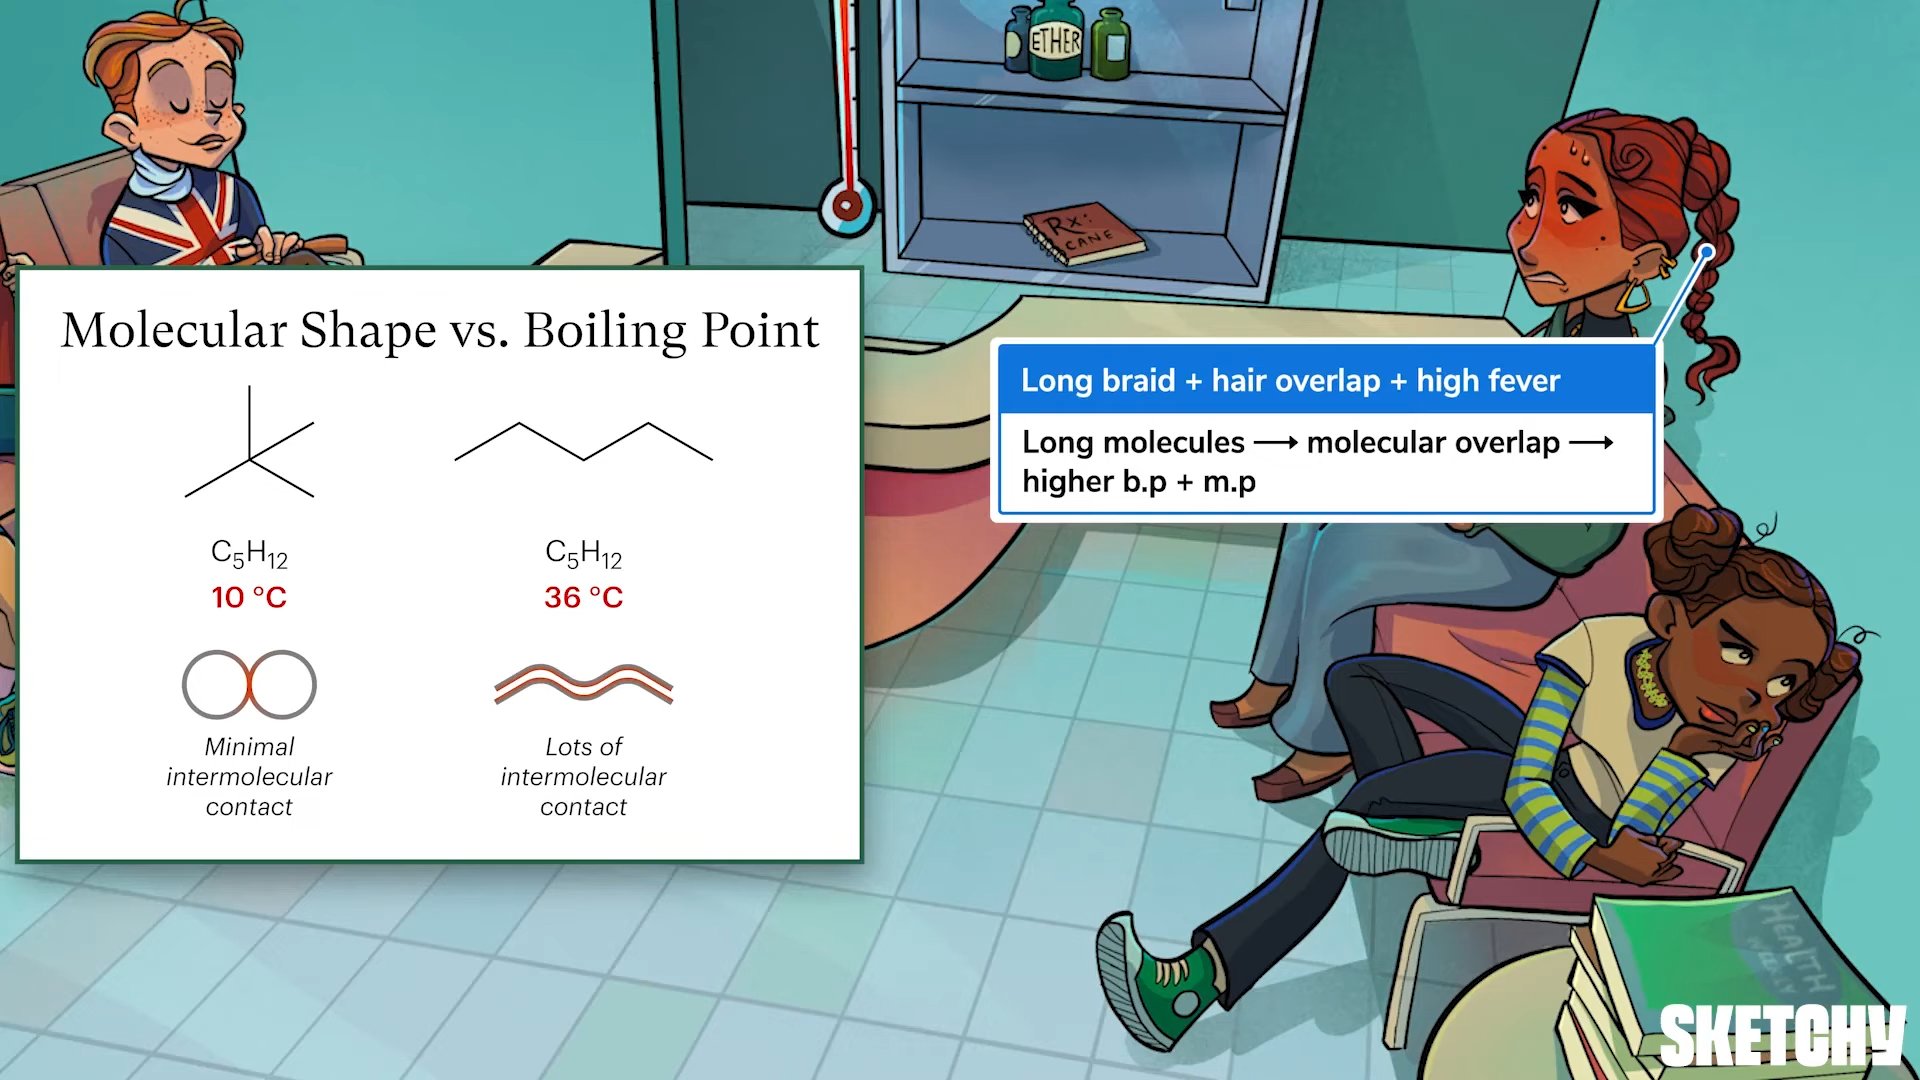 ETHER
Rx:
CANE
Molecular Shape vs. Boiling Point
C₅H₁₂
10 °C
Minimal
intermolecular
contact
C₅H₁₂
36 °C
Lots of
intermolecular
contact
Long braid + hair overlap + high fever
Long molecules ⟶ molecular overlap ⟶
higher b.p + m.p
HEALTH
WEEKLY
SKETCHY